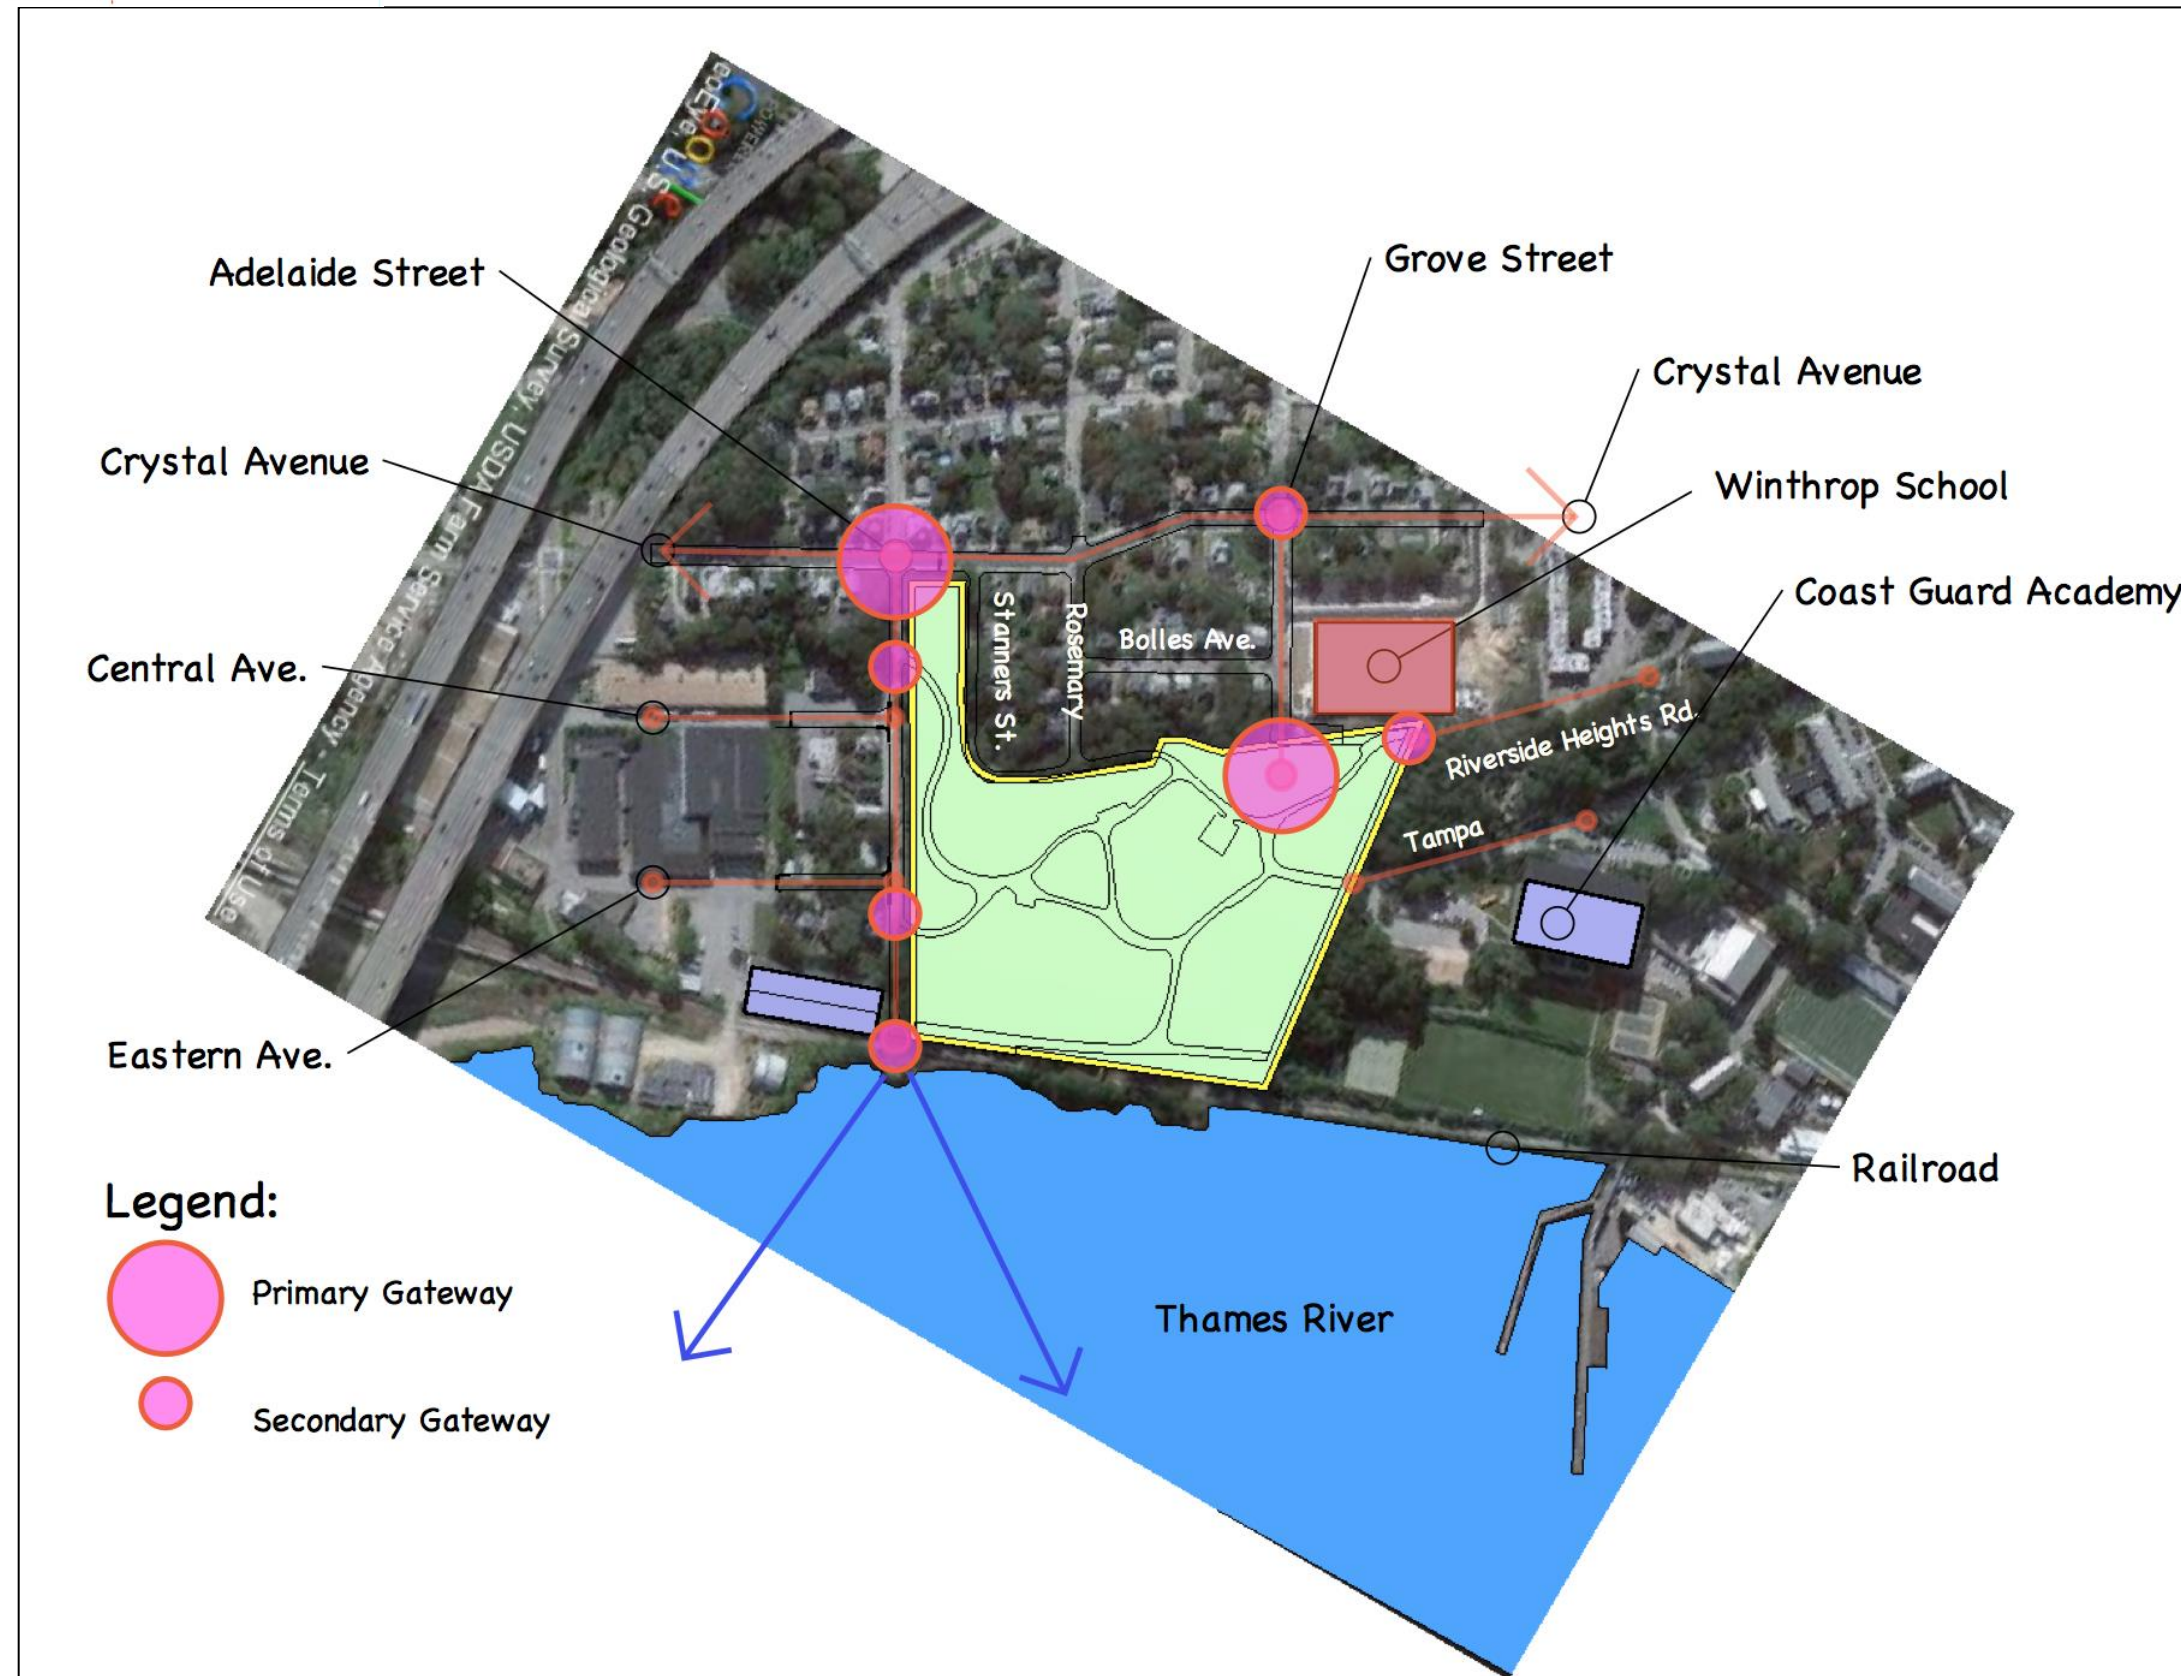 Google
eoEye, U.S. Geological Survey, USDA Farm Service Agency - Terms of Use
Adelaide Street
Grove Street
Crystal Avenue
Crystal Avenue
Winthrop School
Coast Guard Academy
Stanners St.
Rosemary
Bolles Ave.
Central Ave.
Riverside Heights Rd.
Tampa
Eastern Ave.
Railroad
Legend:
Primary Gateway
Secondary Gateway
Thames River